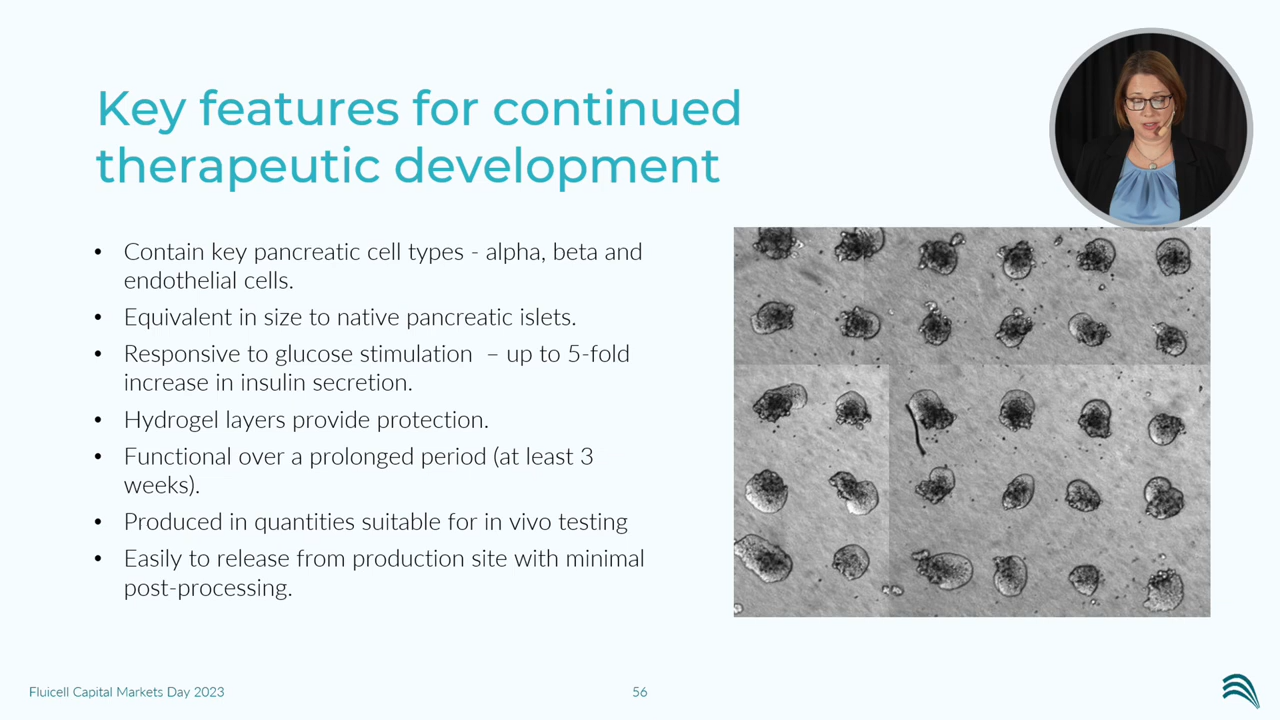 Key features for continued
therapeutic development
• Contain key pancreatic cell types - alpha, beta and
endothelial cells.
• Equivalent in size to native pancreatic islets.
• Responsive to glucose stimulation – up to 5-fold
increase in insulin secretion.
• Hydrogel layers provide protection.
• Functional over a prolonged period (at least 3
weeks).
• Produced in quantities suitable for in vivo testing
• Easily to release from production site with minimal
post-processing.
Fluicell Capital Markets Day 2023
56